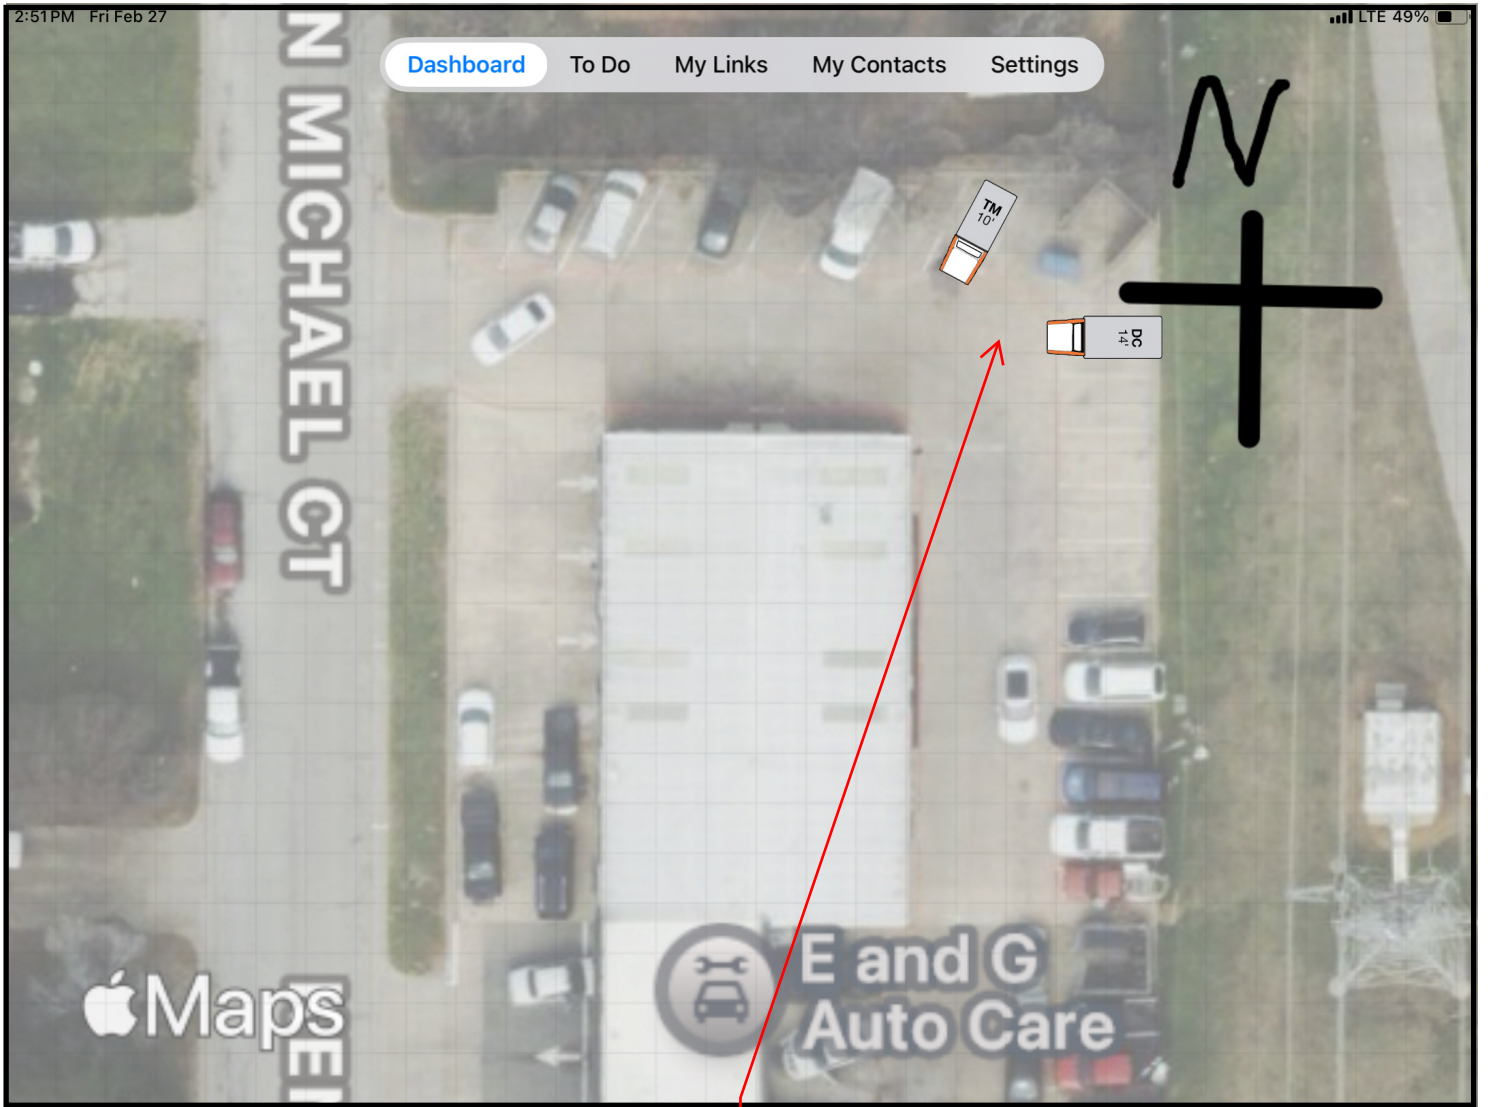 2:51 PM Fri Feb 27
LTE 49%
Dashboard To Do My Links My Contacts Settings
N MICHAEL CT
N
TM
10'
DC
14'
E and G
Auto Care
Maps